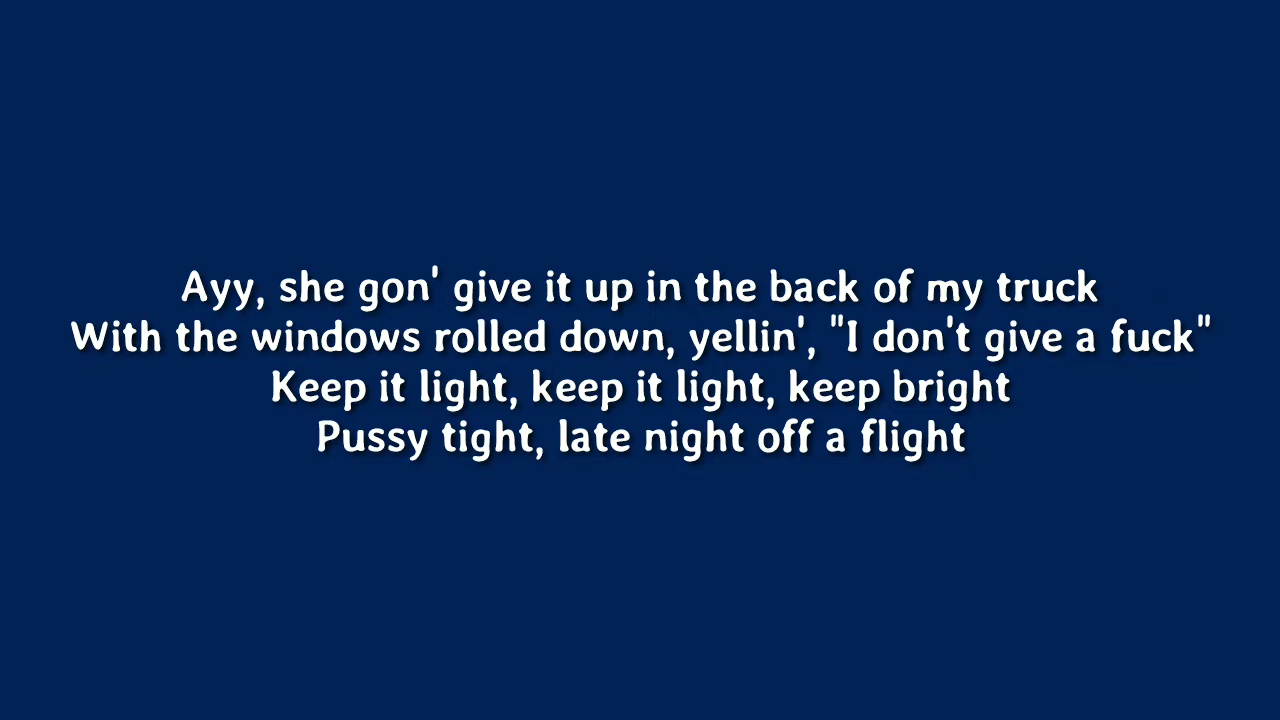 Ayy, she gon' give it up in the back of my truck
With the windows rolled down, yellin', "I don't give a fuck"
Keep it light, keep it light, keep bright
Pussy tight, late night off a flight